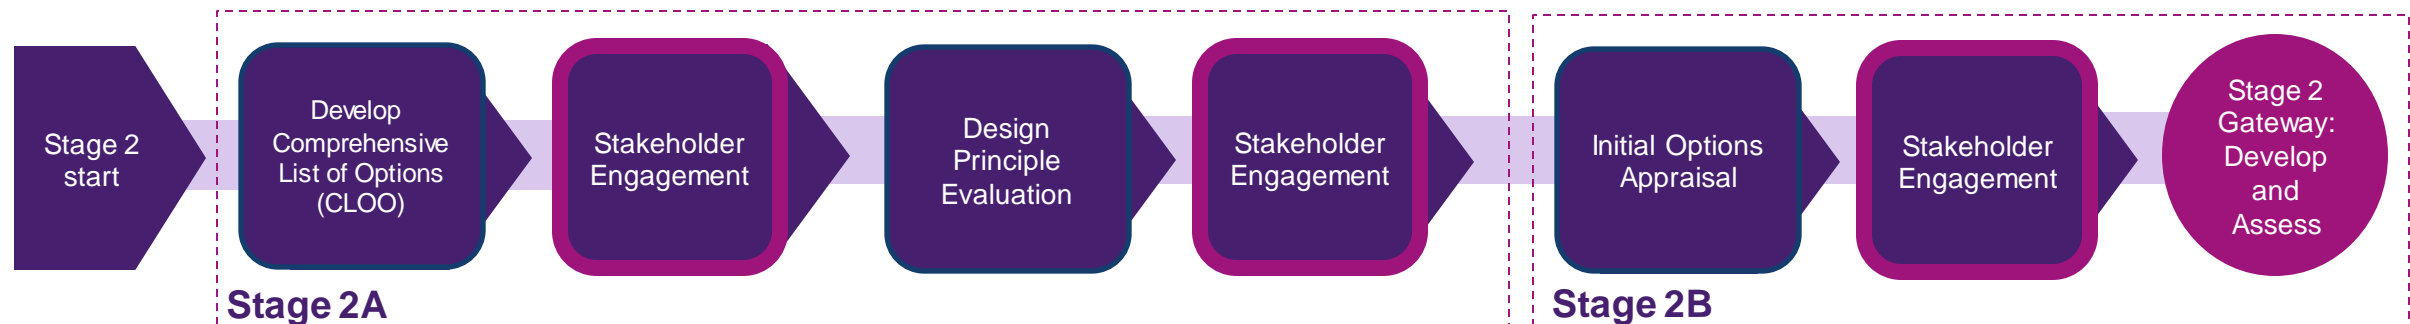 Stage 2
start
Develop
Comprehensive
List of Options
(CLOO)
Stakeholder
Engagement
Design
Principle
Evaluation
Stakeholder
Engagement
Stage 2A
Initial Options
Appraisal
Stakeholder
Engagement
Stage 2
Gateway:
Develop
and
Assess
Stage 2B